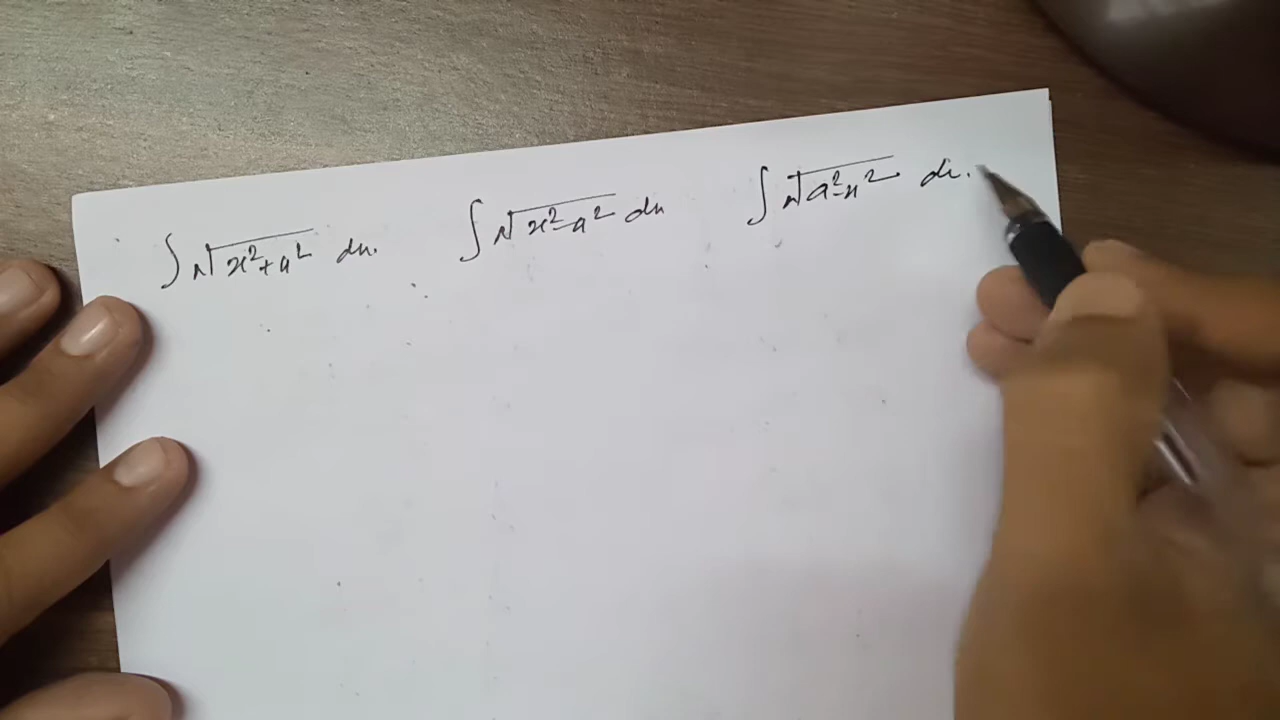 ∫√(x²+a²) dx. ∫√(x²-a²) dx ∫√(a²-x²) dx.